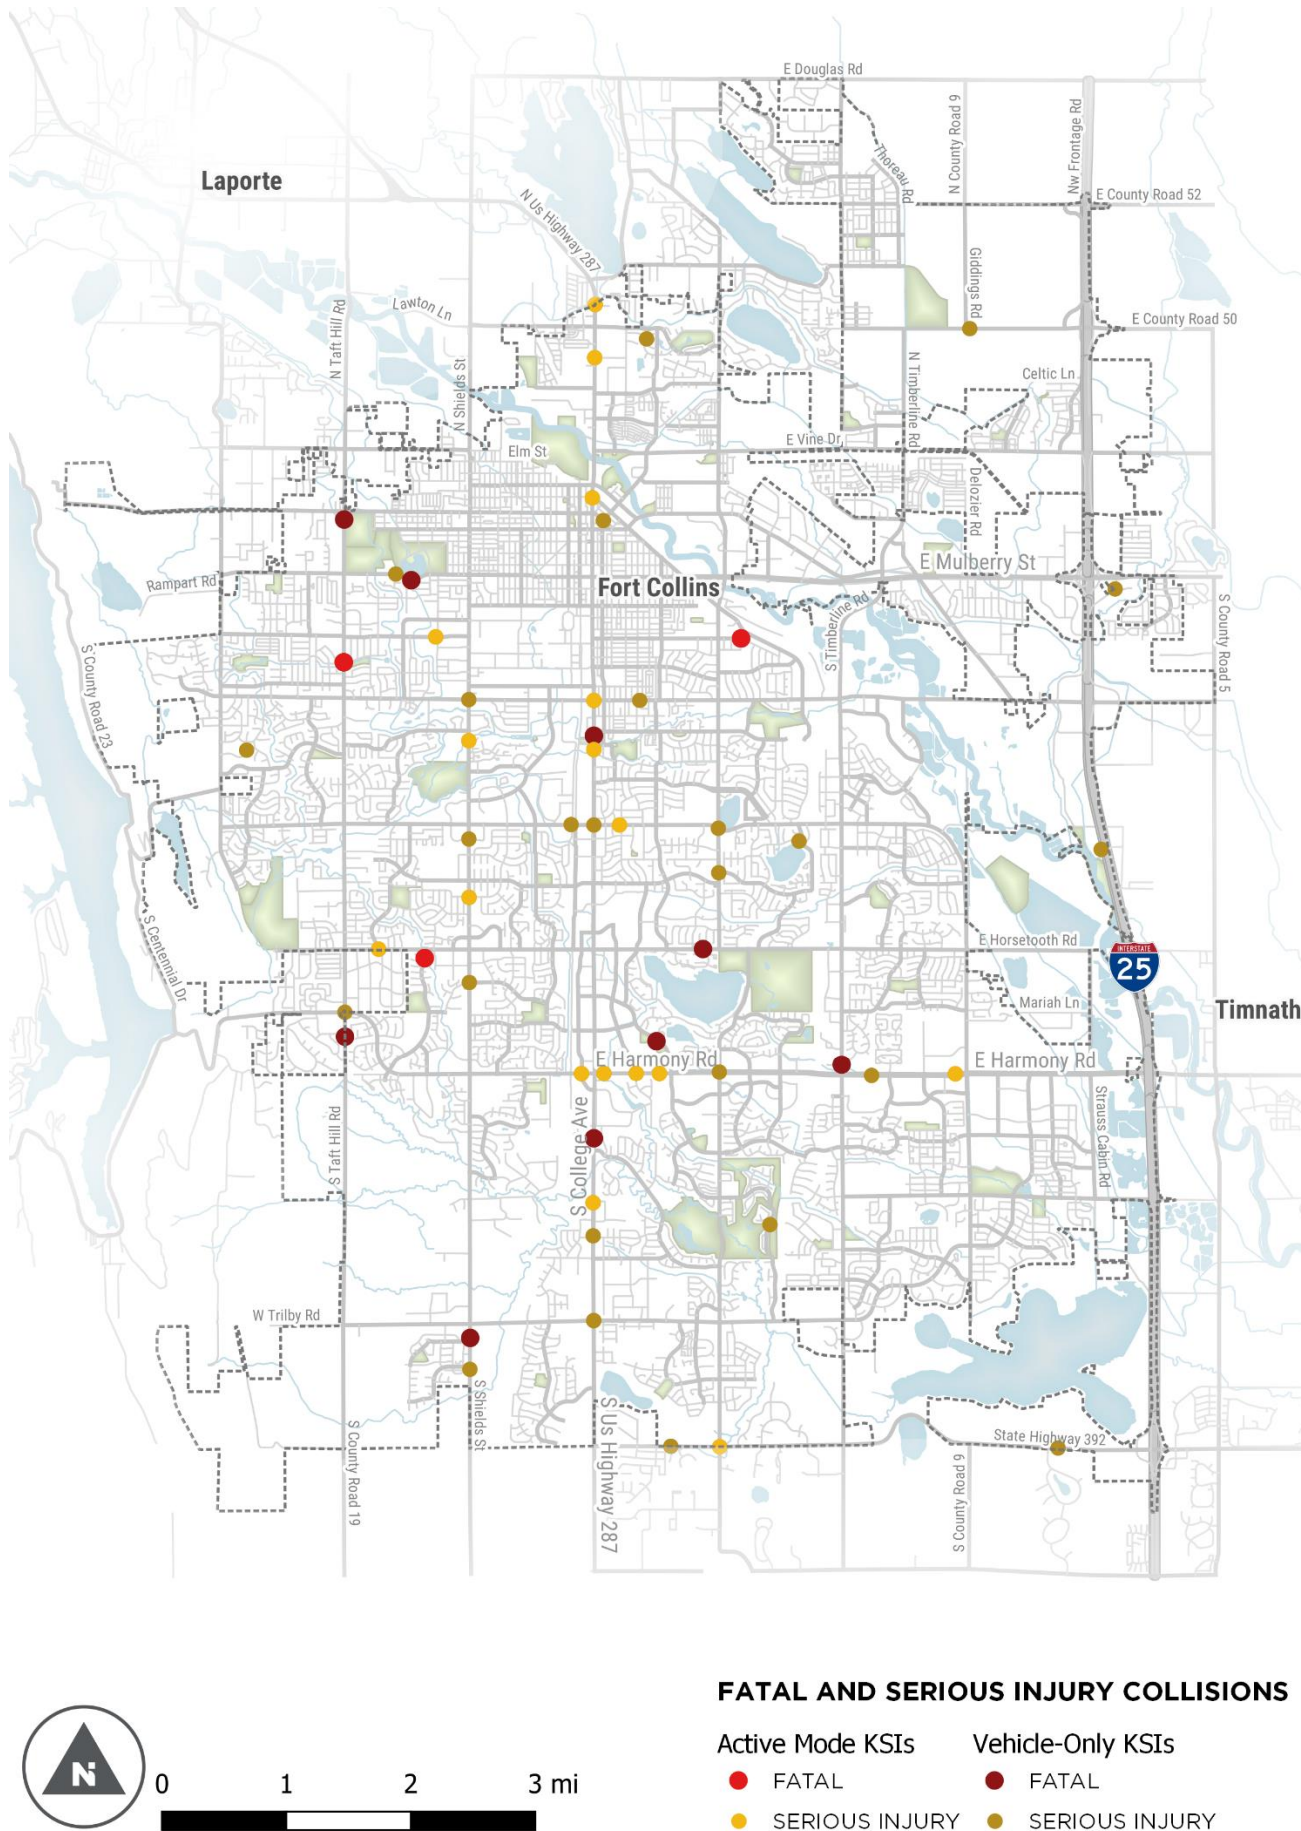 E Douglas Rd
N County Road 9
Nw Frontage Rd
Thoreau Rd
Laporte
E County Road 52
N Us Highway 287
Giddings Rd
Lawton Ln
N Taft Hill Rd
E County Road 50
N Shields St
N Timberline Rd
Celtic Ln
E Vine Dr
Elm St
Delozier Rd
E Mulberry St
Rampart Rd
Fort Collins
S Timberline Rd
S County Road 5
S County Road 23
S Centennial Dr
E Horsetooth Rd
INTERSTATE
25
Mariah Ln
Timnath
E Harmony Rd
E Harmony Rd
S Taft Hill Rd
S College Ave
Strauss Cabin Rd
W Trilby Rd
S Shields St
S County Road 19
S Us Highway 287
State Highway 392
S County Road 9
FATAL AND SERIOUS INJURY COLLISIONS
Active Mode KSIs
Vehicle-Only KSIs
FATAL
FATAL
SERIOUS INJURY
SERIOUS INJURY
N
0 1 2 3 mi